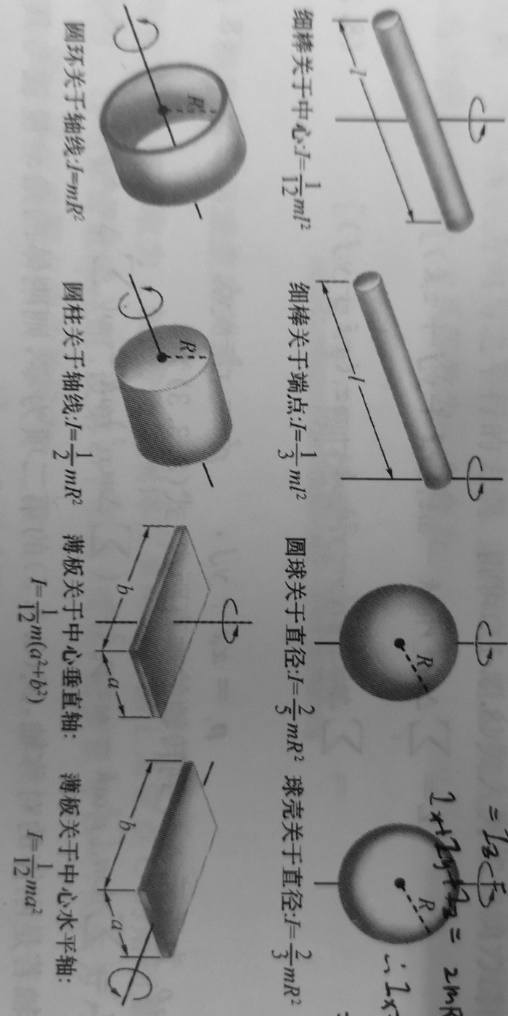 细棒关于中心:I=1/12 ml²
细棒关于端点:I=1/3 ml²
圆球关于直径:I=2/5 mR²
球壳关于直径:I=2/3 mR²
圆环关于轴线:I=mR²
圆柱关于轴线:I=1/2 mR²
薄板关于中心垂直轴:
I=1/12 m(a²+b²)
薄板关于中心水平轴:
I=1/12 ma²
l
l
R
R
R
R
b
a
b
a